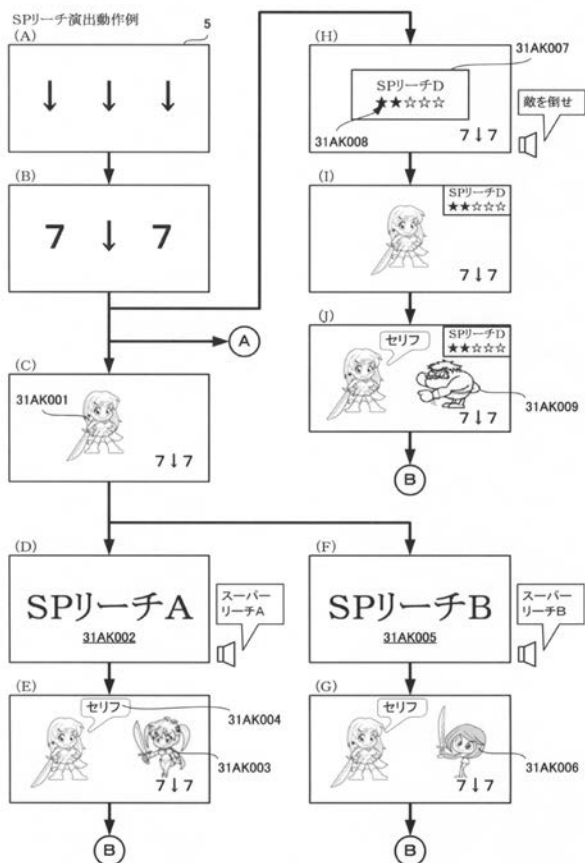 SPリーチ演出動作例
(A)
5
↓ ↓ ↓
(B)
7 ↓ 7
A
(C)
31AK001
7↓7
(D)
SPリーチA
31AK002
スーパー
リーチA
(E)
セリフ
31AK004
31AK003
7↓7
B
(F)
SPリーチB
31AK005
スーパー
リーチB
(G)
セリフ
31AK006
7↓7
B
(H)
31AK007
SPリーチD
★★☆☆☆
31AK008
7↓7
敵を倒せ
(I)
SPリーチD
★★☆☆☆
7↓7
(J)
セリフ
SPリーチD
★★☆☆☆
31AK009
7↓7
B